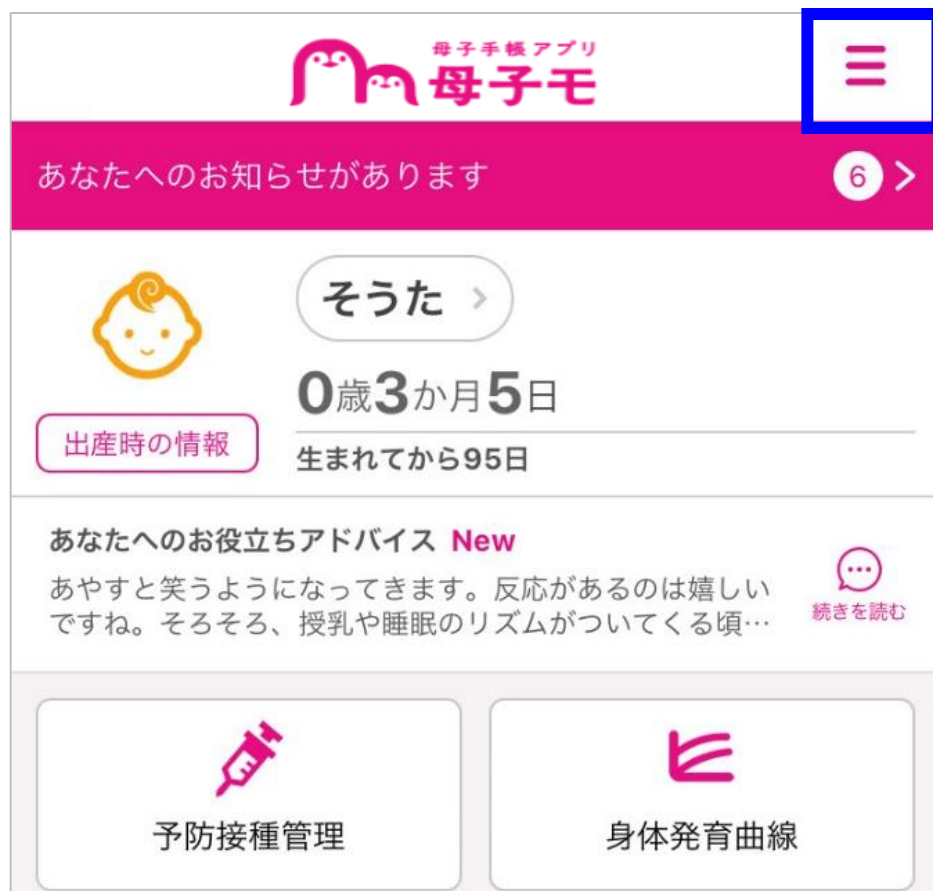 母子手帳アプリ
母子モ
あなたへのお知らせがあります
6
そうた
0歳3か月5日
出産時の情報
生まれてから95日
あなたへのお役立ちアドバイス New
あやすと笑うようになってきます。反応があるのは嬉しい
ですね。そろそろ、授乳や睡眠のリズムがついてくる頃…
続きを読む
予防接種管理
身体発育曲線